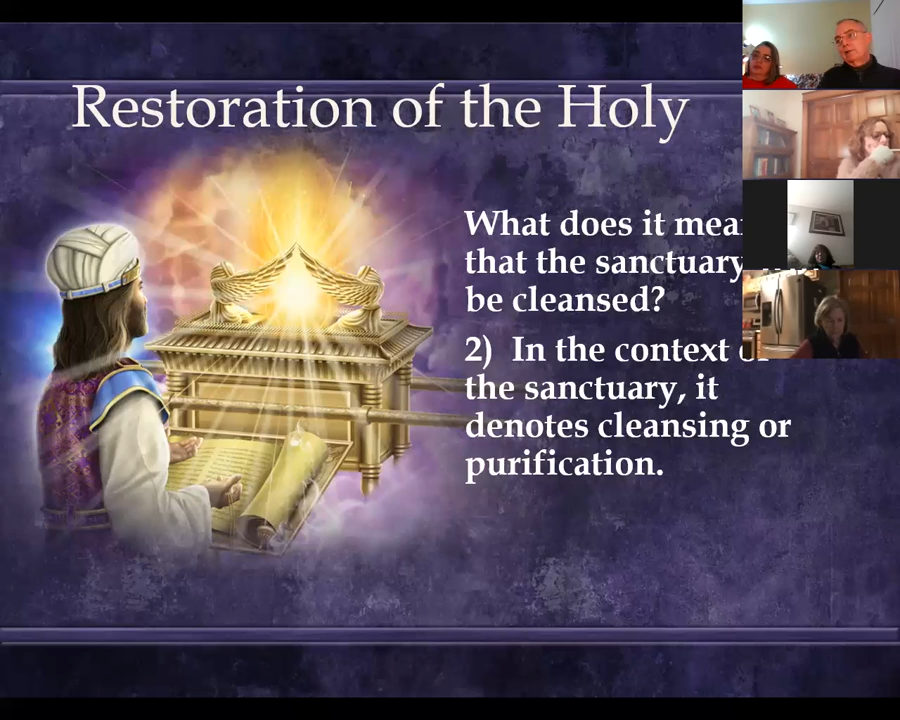 Restoration of the Holy
What does it mea
that the sanctuary
be cleansed?
2) In the context
the sanctuary, it
denotes cleansing or
purification.